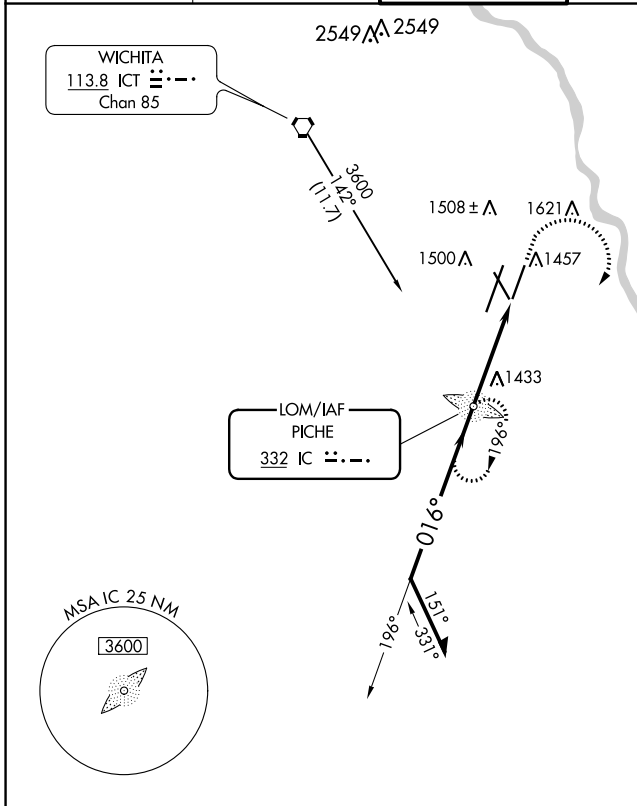 2549 2549
WICHITA
113.8 ICT
Chan 85
3600
142°
(11.7)
1508 ± 1621
1500 1457
1433
LOM/IAF
PICHE
332 IC
196°
016°
151°
331°
196°
MSA IC 25 NM
3600